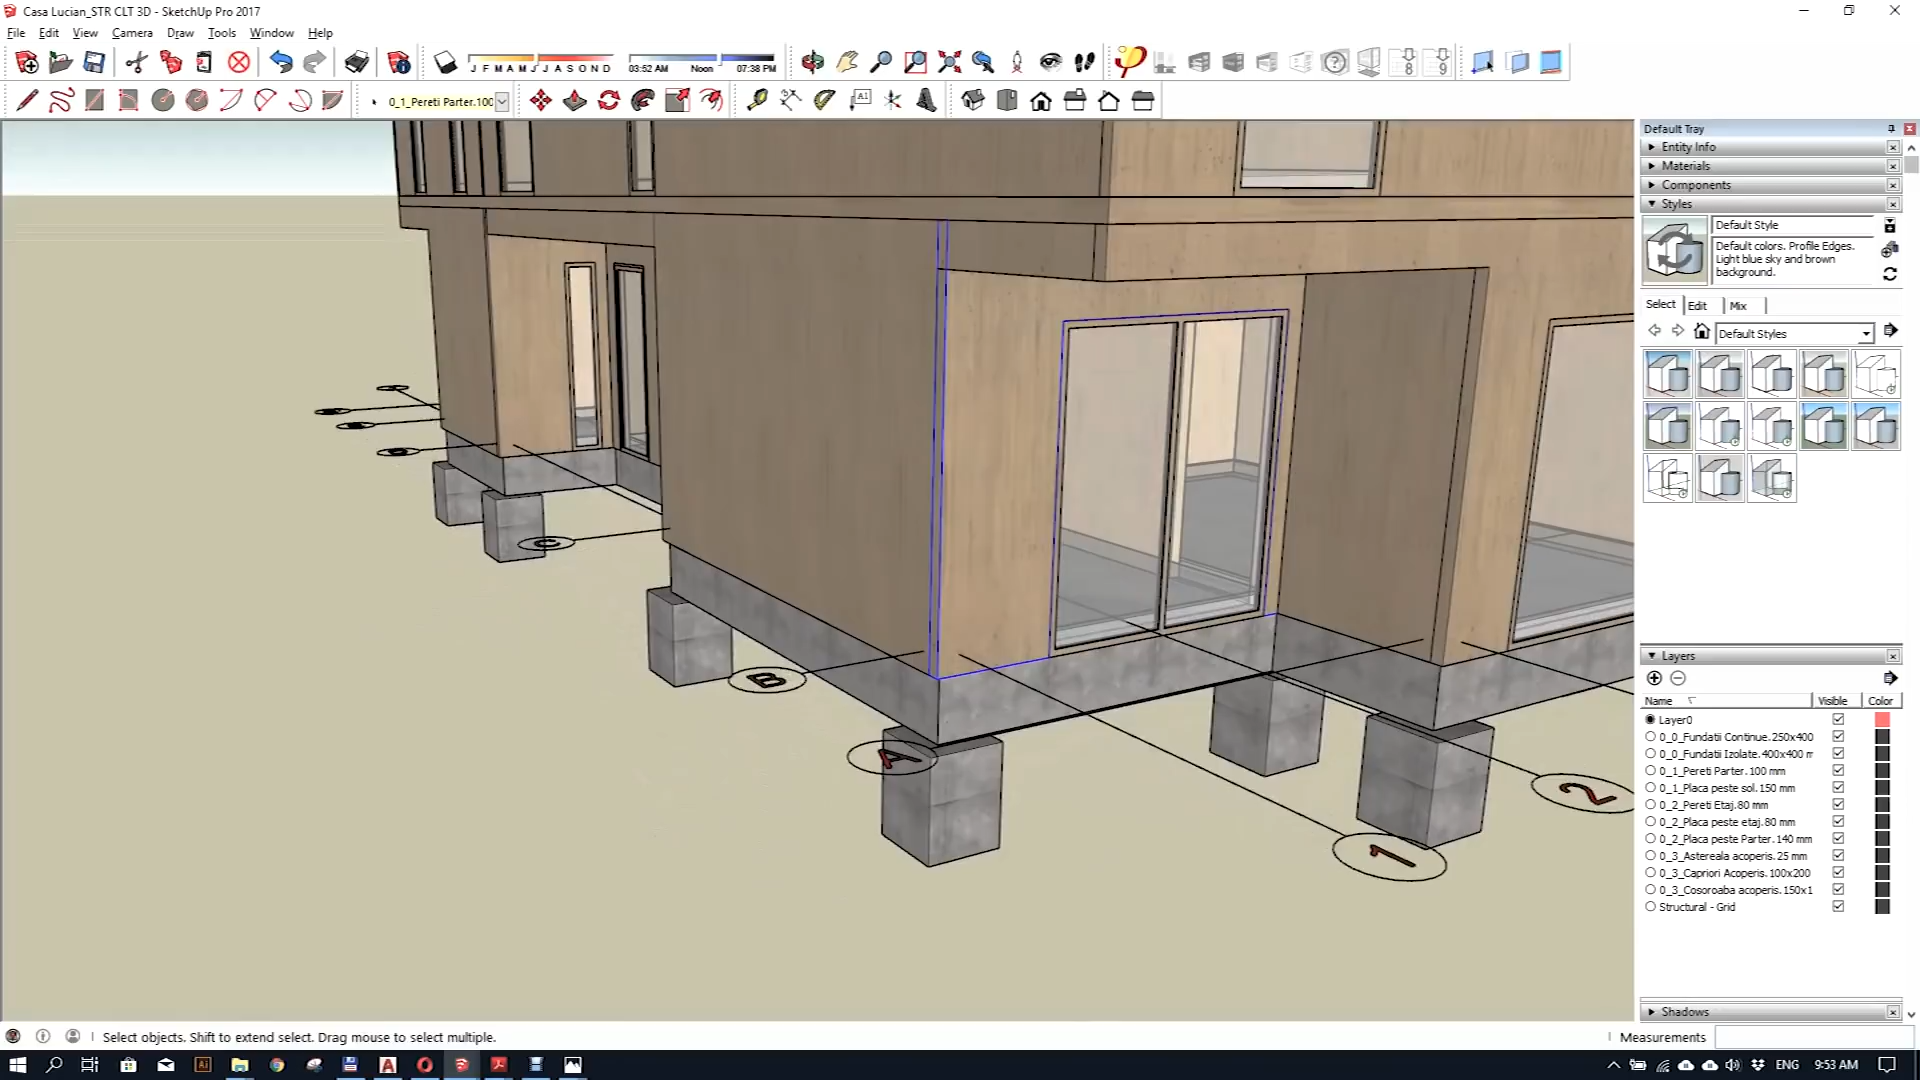 Casa Lucian_STR CLT 3D - SketchUp Pro 2017
File Edit View Camera Draw Tools Window Help
J F M A M J J A S O N D
03:52 AM Noon 07:38 PM
8 9
0_1_Pereti Parter.100
A1
Default Tray
Entity Info
Materials
Components
Styles
Default Style
Default colors. Profile Edges.
Light blue sky and brown
background.
Select Edit Mix
Default Styles
C
B
A
2
1
Layers
Name Visible Color
Layer0
0_0_Fundatii Continue.250x400
0_0_Fundatii Izolate.400x400 m
0_1_Pereti Parter.100 mm
0_1_Placa peste sol.150 mm
0_2_Pereti Etaj.80 mm
0_2_Placa peste etaj.80 mm
0_2_Placa peste Parter.140 mm
0_3_Astereala acoperis.25 mm
0_3_Capriori Acoperis.100x200
0_3_Cosoroaba acoperis.150x1
Structural - Grid
Shadows
Select objects. Shift to extend select. Drag mouse to select multiple.
Measurements
ENG 9:53 AM